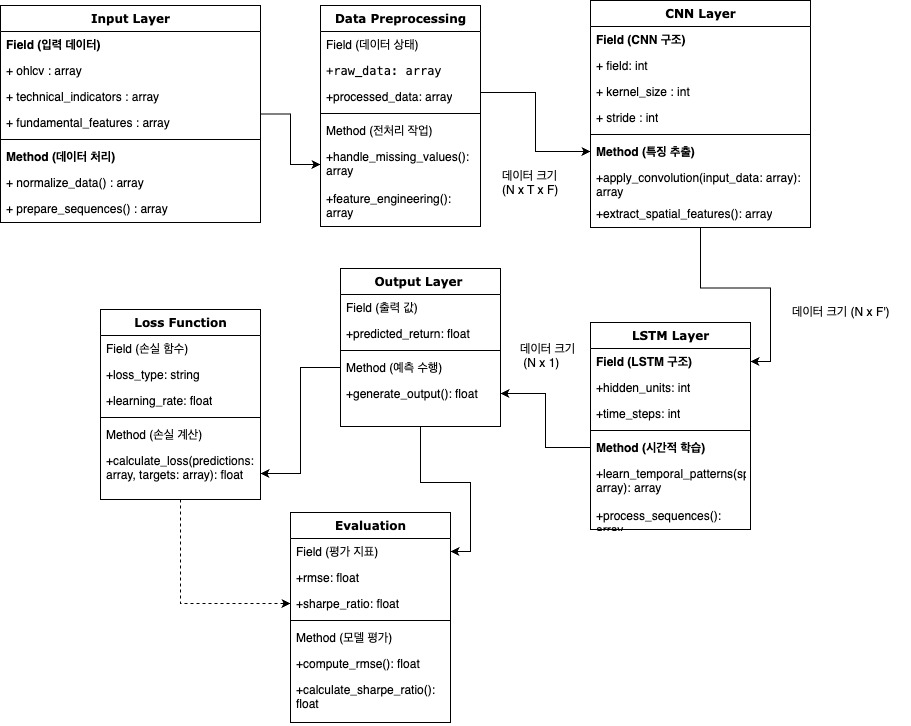 Input Layer
Field (입력 데이터)
+ ohlcv : array
+ technical_indicators : array
+ fundamental_features : array
Method (데이터 처리)
+ normalize_data() : array
+ prepare_sequences() : array
Data Preprocessing
Field (데이터 상태)
+raw_data: array
+processed_data: array
Method (전처리 작업)
+handle_missing_values():
array
+feature_engineering():
array
데이터 크기
(N x T x F)
CNN Layer
Field (CNN 구조)
+ field: int
+ kernel_size : int
+ stride : int
Method (특징 추출)
+apply_convolution(input_data: array):
array
+extract_spatial_features(): array
데이터 크기 (N x F')
LSTM Layer
Field (LSTM 구조)
+hidden_units: int
+time_steps: int
Method (시간적 학습)
+learn_temporal_patterns(sp
array): array
+process_sequences():
array
데이터 크기
(N x 1)
Output Layer
Field (출력 값)
+predicted_return: float
Method (예측 수행)
+generate_output(): float
Loss Function
Field (손실 함수)
+loss_type: string
+learning_rate: float
Method (손실 계산)
+calculate_loss(predictions:
array, targets: array): float
Evaluation
Field (평가 지표)
+rmse: float
+sharpe_ratio: float
Method (모델 평가)
+compute_rmse(): float
+calculate_sharpe_ratio():
float